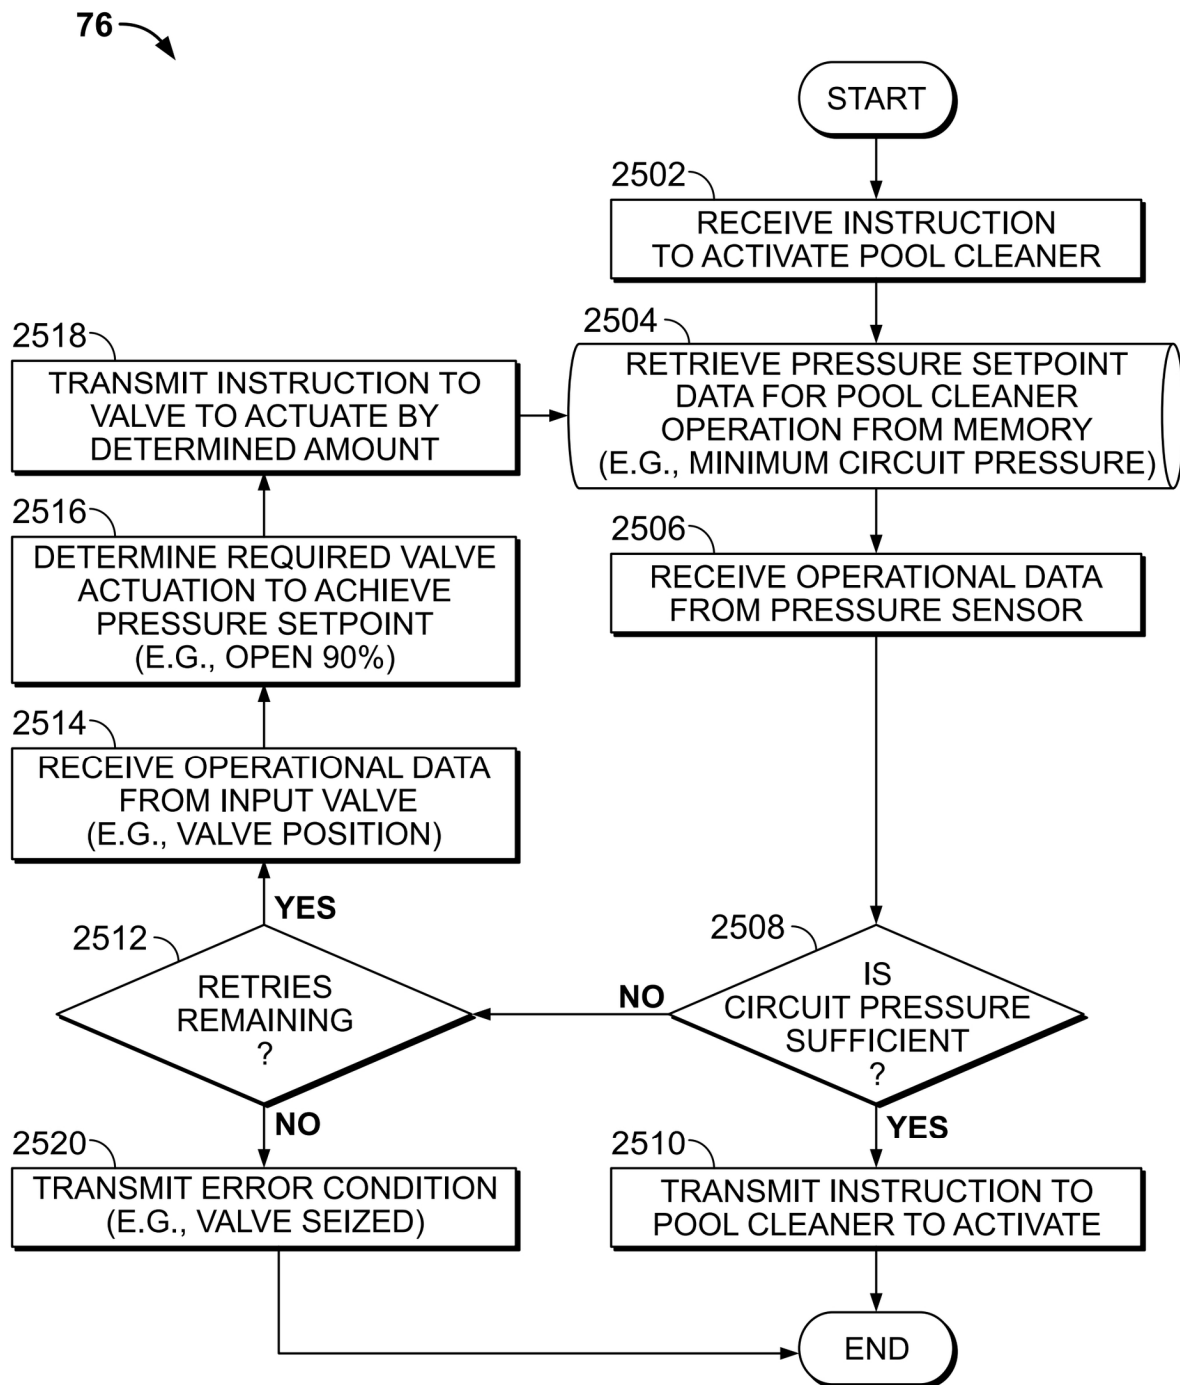 76
START
2502
RECEIVE INSTRUCTION
TO ACTIVATE POOL CLEANER
2504
RETRIEVE PRESSURE SETPOINT
DATA FOR POOL CLEANER
OPERATION FROM MEMORY
(E.G., MINIMUM CIRCUIT PRESSURE)
2506
RECEIVE OPERATIONAL DATA
FROM PRESSURE SENSOR
2508
IS
CIRCUIT PRESSURE
SUFFICIENT
?
NO
YES
2510
TRANSMIT INSTRUCTION TO
POOL CLEANER TO ACTIVATE
END
2512
RETRIES
REMAINING
?
YES
NO
2514
RECEIVE OPERATIONAL DATA
FROM INPUT VALVE
(E.G., VALVE POSITION)
2516
DETERMINE REQUIRED VALVE
ACTUATION TO ACHIEVE
PRESSURE SETPOINT
(E.G., OPEN 90%)
2518
TRANSMIT INSTRUCTION TO
VALVE TO ACTUATE BY
DETERMINED AMOUNT
2520
TRANSMIT ERROR CONDITION
(E.G., VALVE SEIZED)